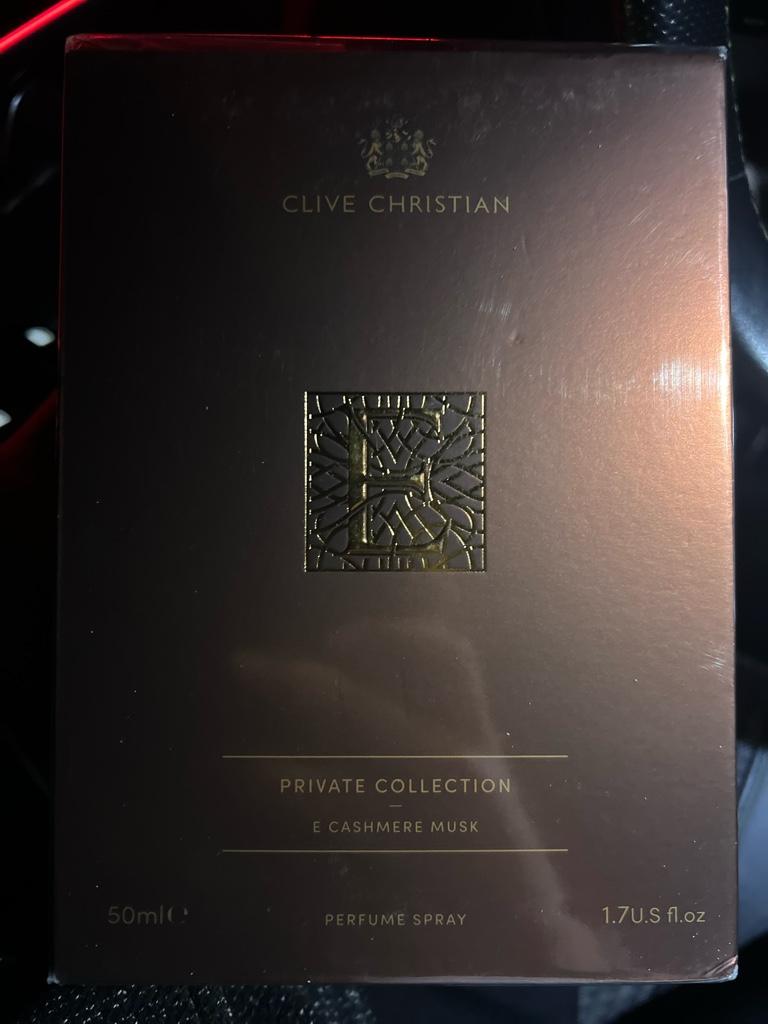 CLIVE CHRISTIAN
E
PRIVATE COLLECTION
E CASHMERE MUSK
50ml ℮ PERFUME SPRAY 1.7U.S fl.oz